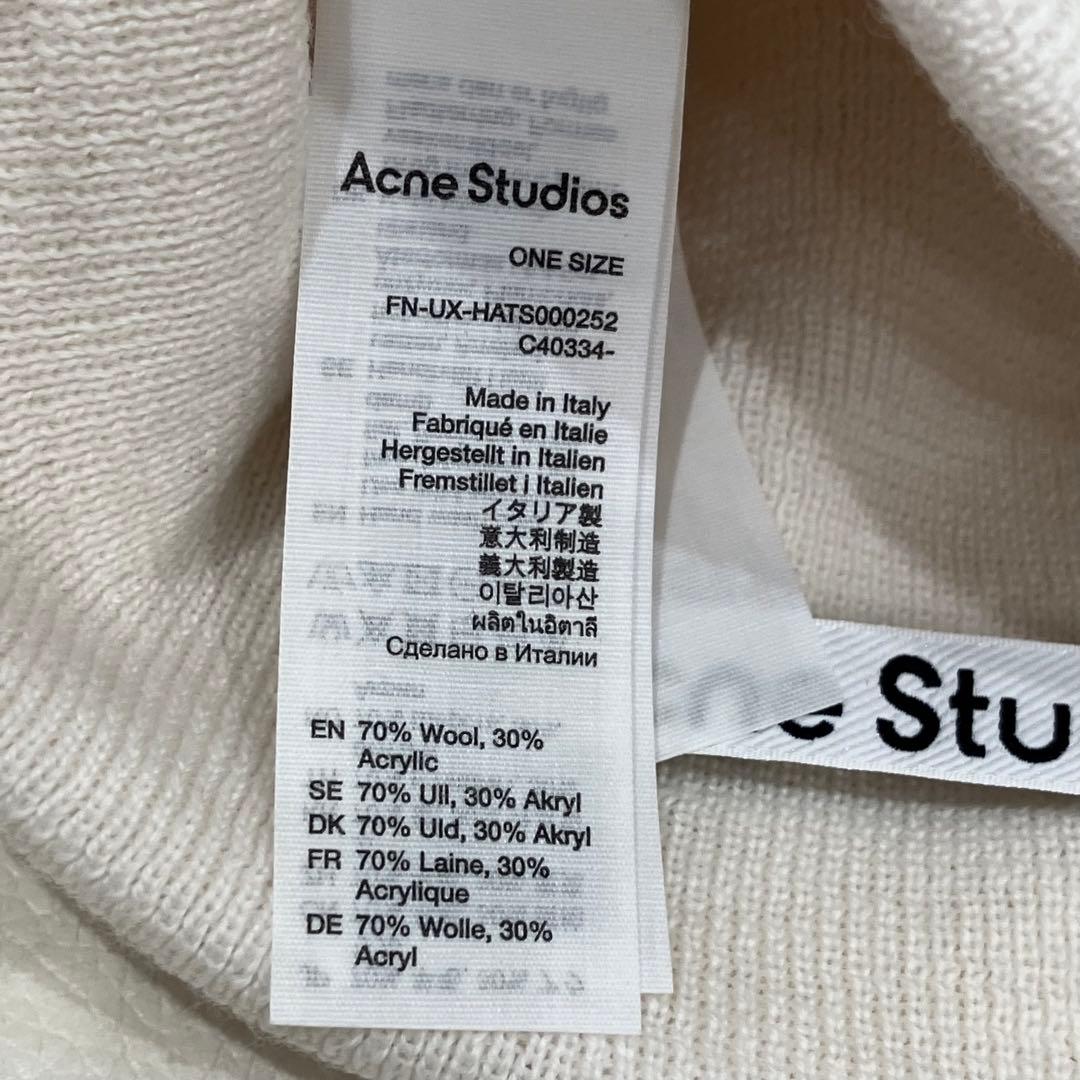 Acne Studios
ONE SIZE
FN-UX-HATS000252
C40334-
Made in Italy
Fabriqué en Italie
Hergestellt in Italien
Fremstillet i Italien
イタリア製
意大利制造
義大利製造
이탈리아산
ผลิตในอิตาลี
Сделано в Италии
EN 70% Wool, 30%
Acrylic
SE 70% Ull, 30% Akryl
DK 70% Uld, 30% Akryl
FR 70% Laine, 30%
Acrylique
DE 70% Wolle, 30%
Acryl
e Stu